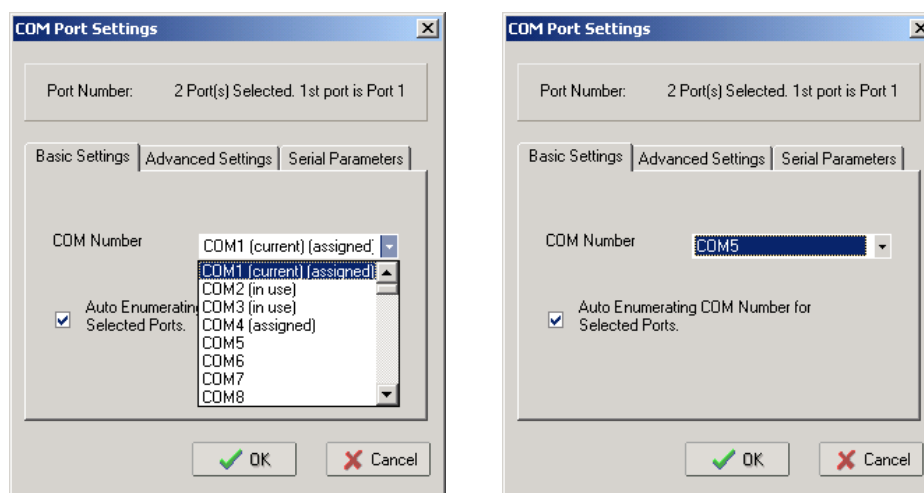 COM Port Settings
Port Number: 2 Port(s) Selected. 1st port is Port 1
Basic Settings Advanced Settings Serial Parameters
COM Number COM1 (current) (assigned)
COM1 (current) (assigned)
COM2 (in use)
COM3 (in use)
COM4 (assigned)
COM5
COM6
COM7
COM8
Auto Enumerating
Selected Ports.
OK Cancel
COM Port Settings
Port Number: 2 Port(s) Selected. 1st port is Port 1
Basic Settings Advanced Settings Serial Parameters
COM Number COM5
Auto Enumerating COM Number for
Selected Ports.
OK Cancel